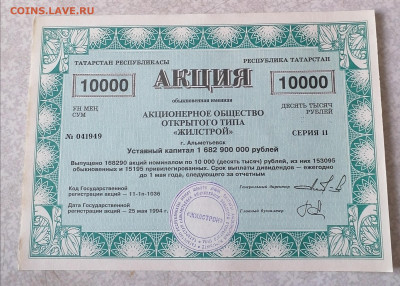 COINS.LAVE.RU
ТАТАРСТАН РЕСПУБЛИКАСЫ
РЕСПУБЛИКА ТАТАРСТАН
10000
АКЦИЯ
10000
обыкновенная именная
УН МЕҢ СУМ
ДЕСЯТЬ ТЫСЯЧ РУБЛЕЙ
АКЦИОНЕРНОЕ ОБЩЕСТВО
ОТКРЫТОГО ТИПА
«ЖИЛСТРОЙ»
№ 041949
СЕРИЯ II
г. Альметьевск
Уставный капитал 1 682 900 000 рублей
Выпущено 168290 акций номиналом по 10 000 (десять тысяч) рублей, из них 153095
обыкновенных и 15195 привилегированных. Срок выплаты дивидендов — ежегодно
до 1 мая года, следующего за отчетным
Код Государственной
регистрации акций — 11-1п-1536
Генеральный директор
Дата Государственной
регистрации акций — 25 мая 1994 г.
Главный бухгалтер
«ЖИЛСТРОЙ»